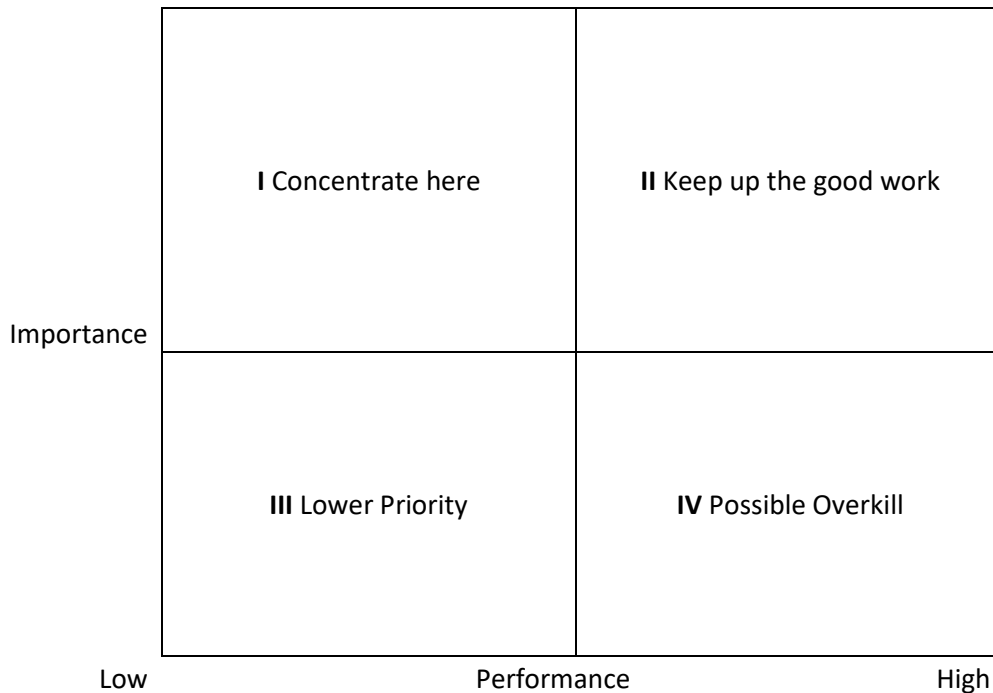 I Concentrate here
II Keep up the good work
Importance
III Lower Priority
IV Possible Overkill
Low
Performance
High